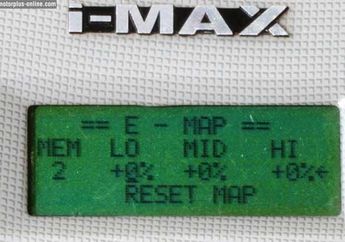 motorplus-online.com
i-MAX
== E - MAP ==
MEM LO MID HI
2 +0% +0% +0%←
RESET MAP